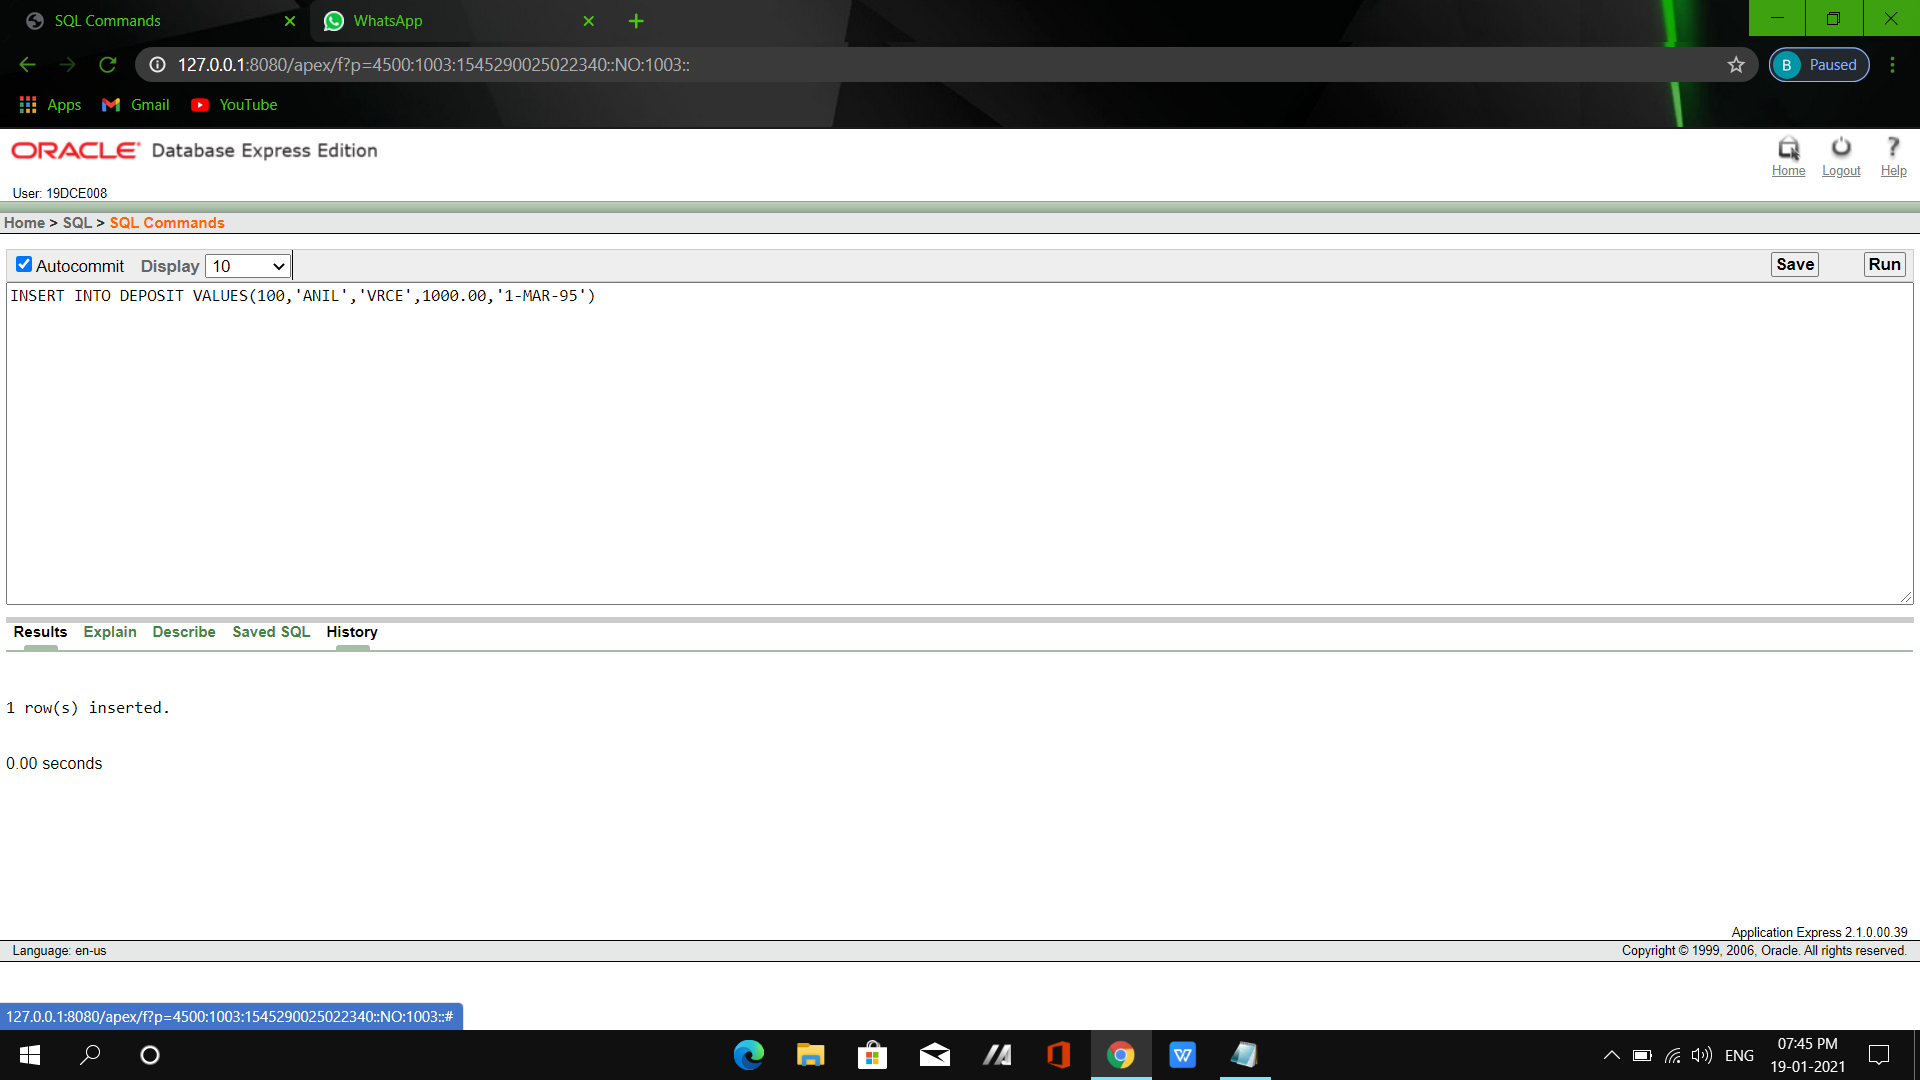 SQL Commands
WhatsApp
127.0.0.1:8080/apex/f?p=4500:1003:1545290025022340::NO:1003::
B Paused
Apps Gmail YouTube
ORACLE Database Express Edition
Home Logout Help
User: 19DCE008
Home > SQL > SQL Commands
Autocommit Display 10 Save Run
INSERT INTO DEPOSIT VALUES(100,'ANIL','VRCE',1000.00,'1-MAR-95')
Results Explain Describe Saved SQL History
1 row(s) inserted.
0.00 seconds
Application Express 2.1.0.00.39
Language: en-us Copyright © 1999, 2006, Oracle. All rights reserved.
127.0.0.1:8080/apex/f?p=4500:1003:1545290025022340::NO:1003::#
ENG
07:45 PM
19-01-2021